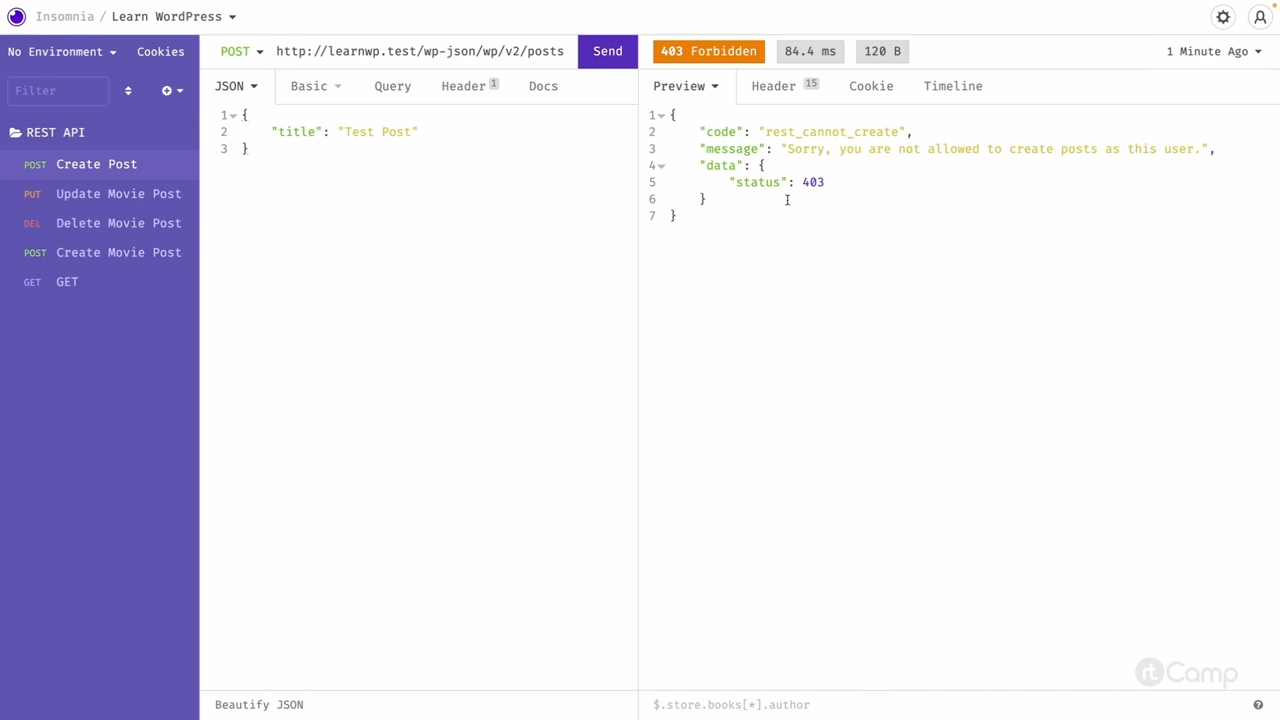 Insomnia / Learn WordPress
No Environment Cookies
POST http://learnwp.test/wp-json/wp/v2/posts Send
403 Forbidden 84.4 ms 120 B 1 Minute Ago
Filter
JSON Basic Query Header 1 Docs
Preview Header 15 Cookie Timeline
REST API
POST Create Post
PUT Update Movie Post
DEL Delete Movie Post
POST Create Movie Post
GET GET
1 {
2 "title": "Test Post"
3 }
1 {
2 "code": "rest_cannot_create",
3 "message": "Sorry, you are not allowed to create posts as this user.",
4 "data": {
5 "status": 403
6 }
7 }
rtCamp
Beautify JSON
$.store.books[*].author
?